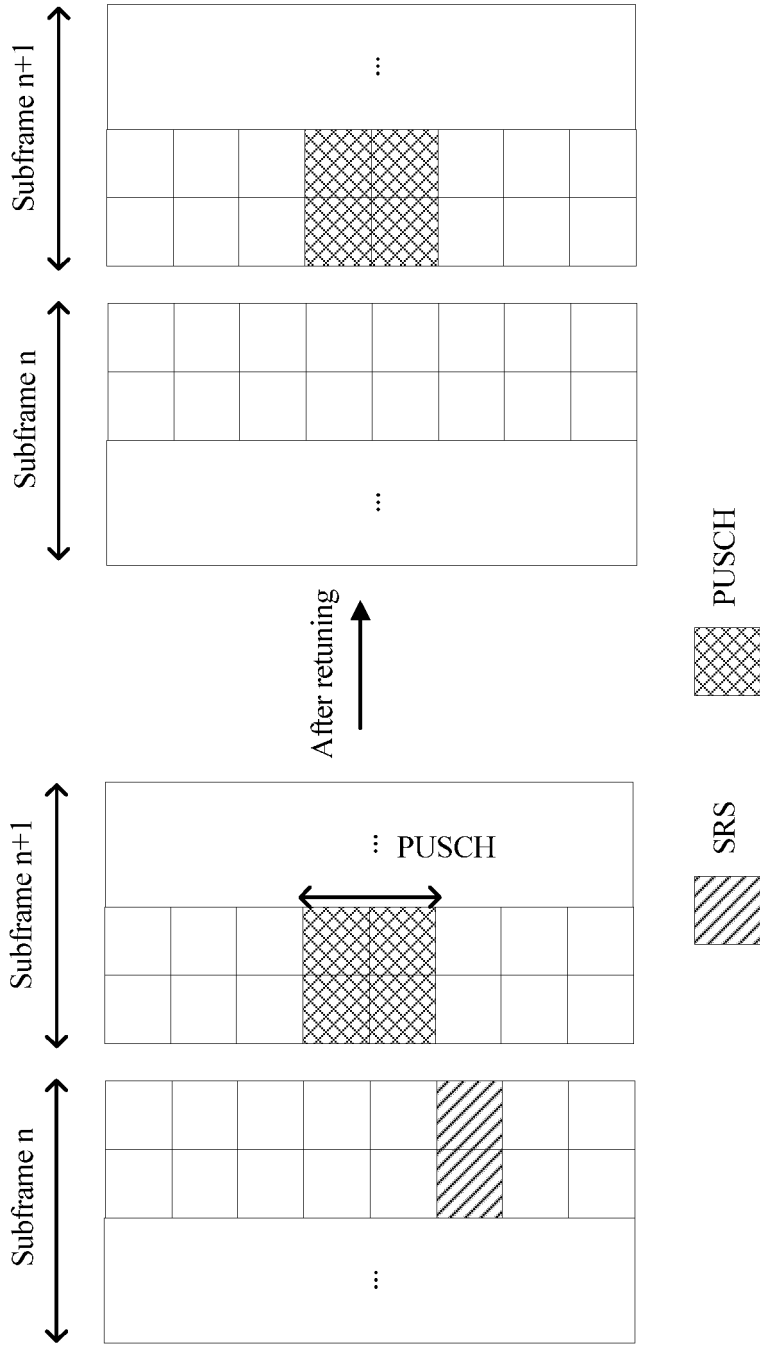 Subframe n
Subframe n+1
Subframe n
Subframe n+1
...
... PUSCH
...
...
After retuning
SRS
PUSCH